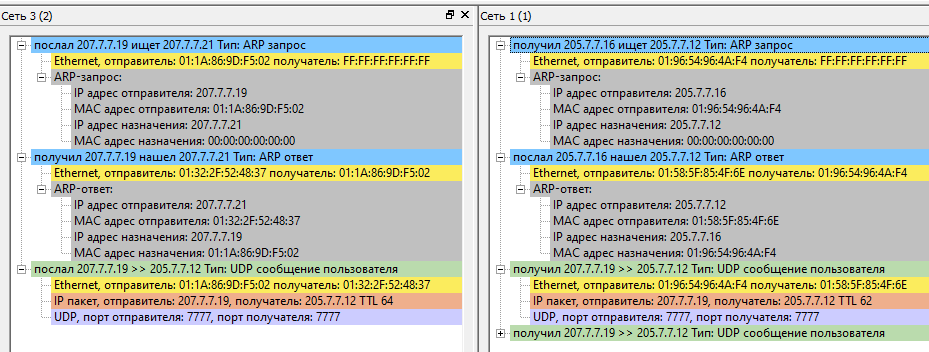 Сеть 3 (2)
послал 207.7.7.19 ищет 207.7.7.21 Тип: ARP запрос
Ethernet, отправитель: 01:1A:86:9D:F5:02 получатель: FF:FF:FF:FF:FF:FF
ARP-запрос:
IP адрес отправителя: 207.7.7.19
MAC адрес отправителя: 01:1A:86:9D:F5:02
IP адрес назначения: 207.7.7.21
MAC адрес назначения: 00:00:00:00:00:00
получил 207.7.7.19 нашел 207.7.7.21 Тип: ARP ответ
Ethernet, отправитель: 01:32:2F:52:48:37 получатель: 01:1A:86:9D:F5:02
ARP-ответ:
IP адрес отправителя: 207.7.7.21
MAC адрес отправителя: 01:32:2F:52:48:37
IP адрес назначения: 207.7.7.19
MAC адрес назначения: 01:1A:86:9D:F5:02
послал 207.7.7.19 >> 205.7.7.12 Тип: UDP сообщение пользователя
Ethernet, отправитель: 01:1A:86:9D:F5:02 получатель: 01:32:2F:52:48:37
IP пакет, отправитель: 207.7.7.19, получатель: 205.7.7.12 TTL 64
UDP, порт отправителя: 7777, порт получателя: 7777
Сеть 1 (1)
получил 205.7.7.16 ищет 205.7.7.12 Тип: ARP запрос
Ethernet, отправитель: 01:96:54:96:4A:F4 получатель: FF:FF:FF:FF:FF:FF
ARP-запрос:
IP адрес отправителя: 205.7.7.16
MAC адрес отправителя: 01:96:54:96:4A:F4
IP адрес назначения: 205.7.7.12
MAC адрес назначения: 00:00:00:00:00:00
послал 205.7.7.16 нашел 205.7.7.12 Тип: ARP ответ
Ethernet, отправитель: 01:58:5F:85:4F:6E получатель: 01:96:54:96:4A:F4
ARP-ответ:
IP адрес отправителя: 205.7.7.12
MAC адрес отправителя: 01:58:5F:85:4F:6E
IP адрес назначения: 205.7.7.16
MAC адрес назначения: 01:96:54:96:4A:F4
получил 207.7.7.19 >> 205.7.7.12 Тип: UDP сообщение пользователя
Ethernet, отправитель: 01:96:54:96:4A:F4 получатель: 01:58:5F:85:4F:6E
IP пакет, отправитель: 207.7.7.19, получатель: 205.7.7.12 TTL 62
UDP, порт отправителя: 7777, порт получателя: 7777
получил 207.7.7.19 >> 205.7.7.12 Тип: UDP сообщение пользователя